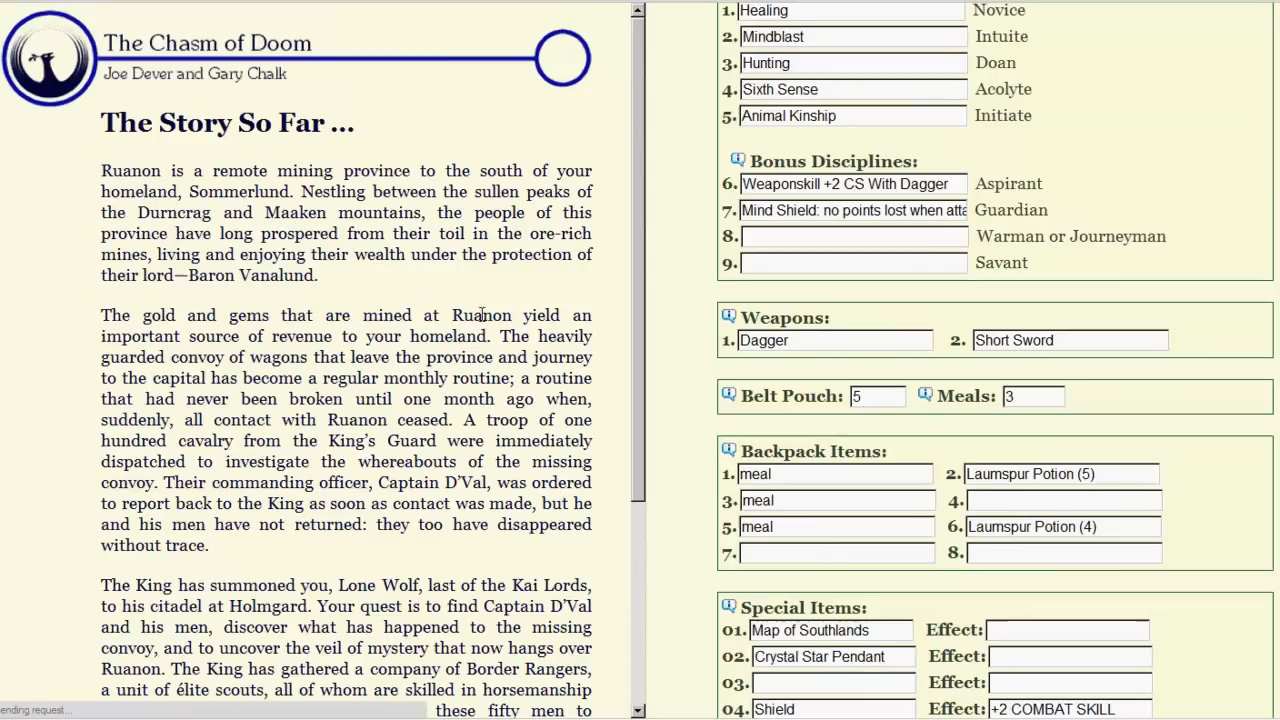 The Chasm of Doom
Joe Dever and Gary Chalk
The Story So Far ...
Ruanon is a remote mining province to the south of your
homeland, Sommerlund. Nestling between the sullen peaks of
the Durncrag and Maaken mountains, the people of this
province have long prospered from their toil in the ore-rich
mines, living and enjoying their wealth under the protection of
their lord—Baron Vanalund.
The gold and gems that are mined at Ruanon yield an
important source of revenue to your homeland. The heavily
guarded convoy of wagons that leave the province and journey
to the capital has become a regular monthly routine; a routine
that had never been broken until one month ago when,
suddenly, all contact with Ruanon ceased. A troop of one
hundred cavalry from the King's Guard were immediately
dispatched to investigate the whereabouts of the missing
convoy. Their commanding officer, Captain D'Val, was ordered
to report back to the King as soon as contact was made, but he
and his men have not returned: they too have disappeared
without trace.
The King has summoned you, Lone Wolf, last of the Kai Lords,
to his citadel at Holmgard. Your quest is to find Captain D'Val
and his men, discover what has happened to the missing
convoy, and to uncover the veil of mystery that now hangs over
Ruanon. The King has gathered a company of Border Rangers,
a unit of élite scouts, all of whom are skilled in horsemanship
these fifty men to
ending request...
1. Healing Novice
2. Mindblast Intuite
3. Hunting Doan
4. Sixth Sense Acolyte
5. Animal Kinship Initiate
Bonus Disciplines:
6. Weaponskill +2 CS With Dagger Aspirant
7. Mind Shield: no points lost when atta Guardian
8. Warman or Journeyman
9. Savant
Weapons:
1. Dagger 2. Short Sword
Belt Pouch: 5 Meals: 3
Backpack Items:
1. meal 2. Laumspur Potion (5)
3. meal 4.
5. meal 6. Laumspur Potion (4)
7. 8.
Special Items:
01. Map of Southlands Effect:
02. Crystal Star Pendant Effect:
03. Effect:
04. Shield Effect: +2 COMBAT SKILL